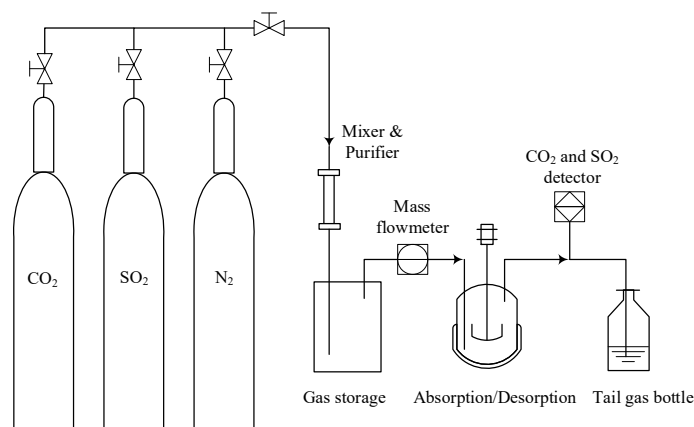 Mixer &
Purifier
CO₂ and SO₂
detector
Mass
flowmeter
CO₂
SO₂
N₂
Gas storage
Absorption/Desorption
Tail gas bottle